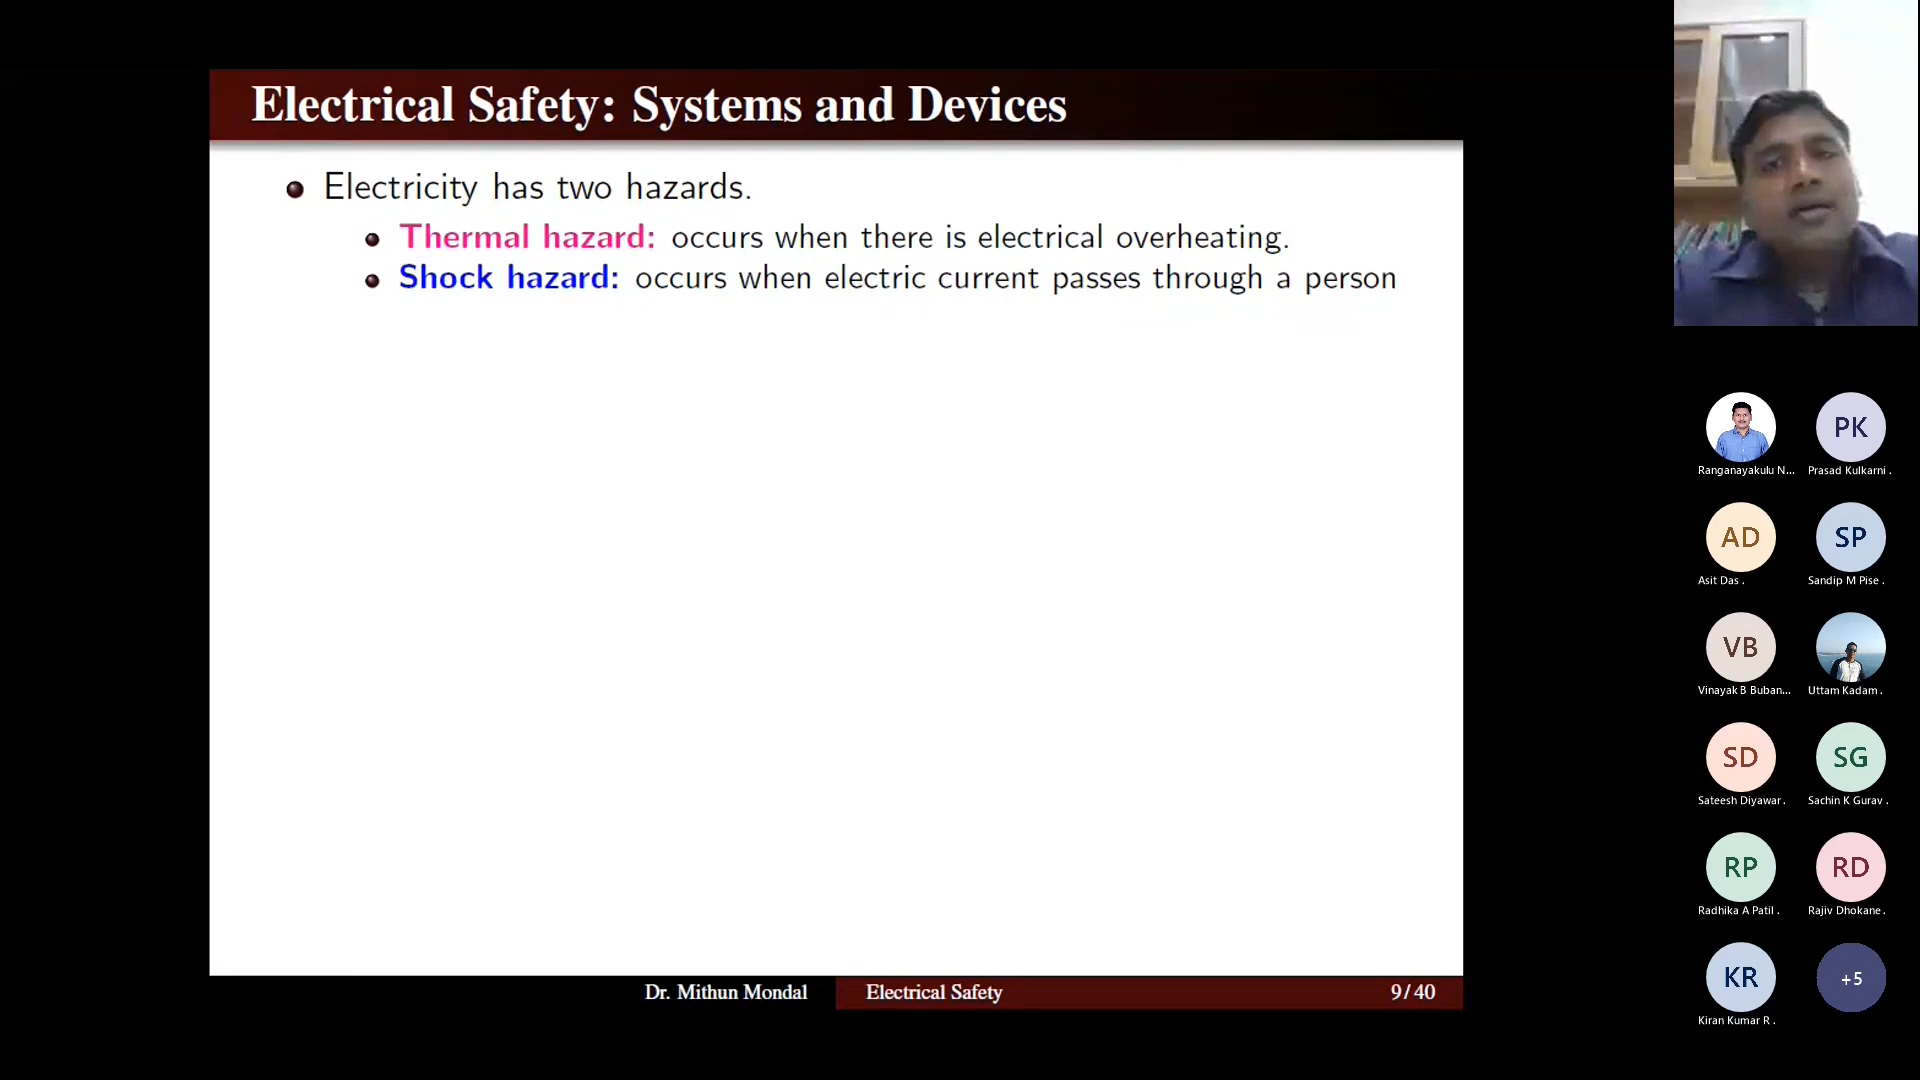 Electrical Safety: Systems and Devices
Electricity has two hazards.
Thermal hazard: occurs when there is electrical overheating.
Shock hazard: occurs when electric current passes through a person
Dr. Mithun Mondal
Electrical Safety
9/40
Ranganayakulu N...
PK
Prasad Kulkarni .
AD
Asit Das .
SP
Sandip M Pise .
VB
Vinayak B Buban...
Uttam Kadam .
SD
Sateesh Diyawar .
SG
Sachin K Gurav .
RP
Radhika A Patil .
RD
Rajiv Dhokane .
KR
Kiran Kumar R .
+5